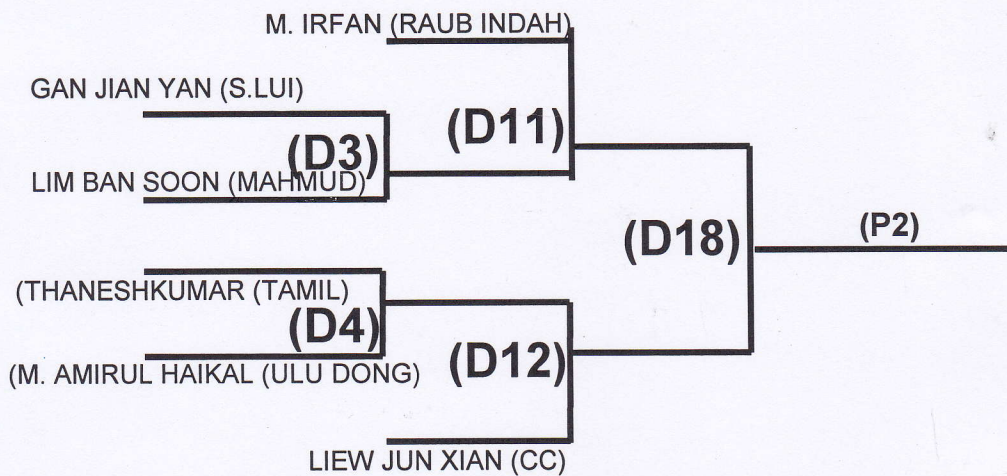 M. IRFAN (RAUB INDAH)
GAN JIAN YAN (S.LUI)
(D11)
(D3)
LIM BAN SOON (MAHMUD)
(D18)
(P2)
(THANESHKUMAR (TAMIL)
(D4)
(D12)
(M. AMIRUL HAIKAL (ULU DONG)
LIEW JUN XIAN (CC)